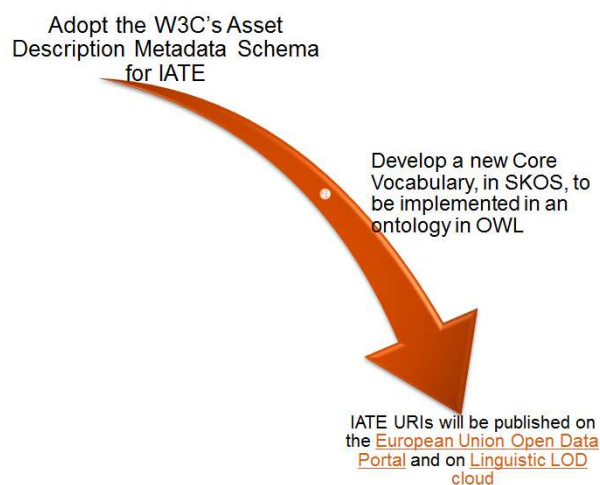 Adopt the W3C's Asset
Description Metadata Schema
for IATE
Develop a new Core
Vocabulary, in SKOS, to
be implemented in an
ontology in OWL
IATE URIs will be published on
the European Union Open Data
Portal and on Linguistic LOD
cloud